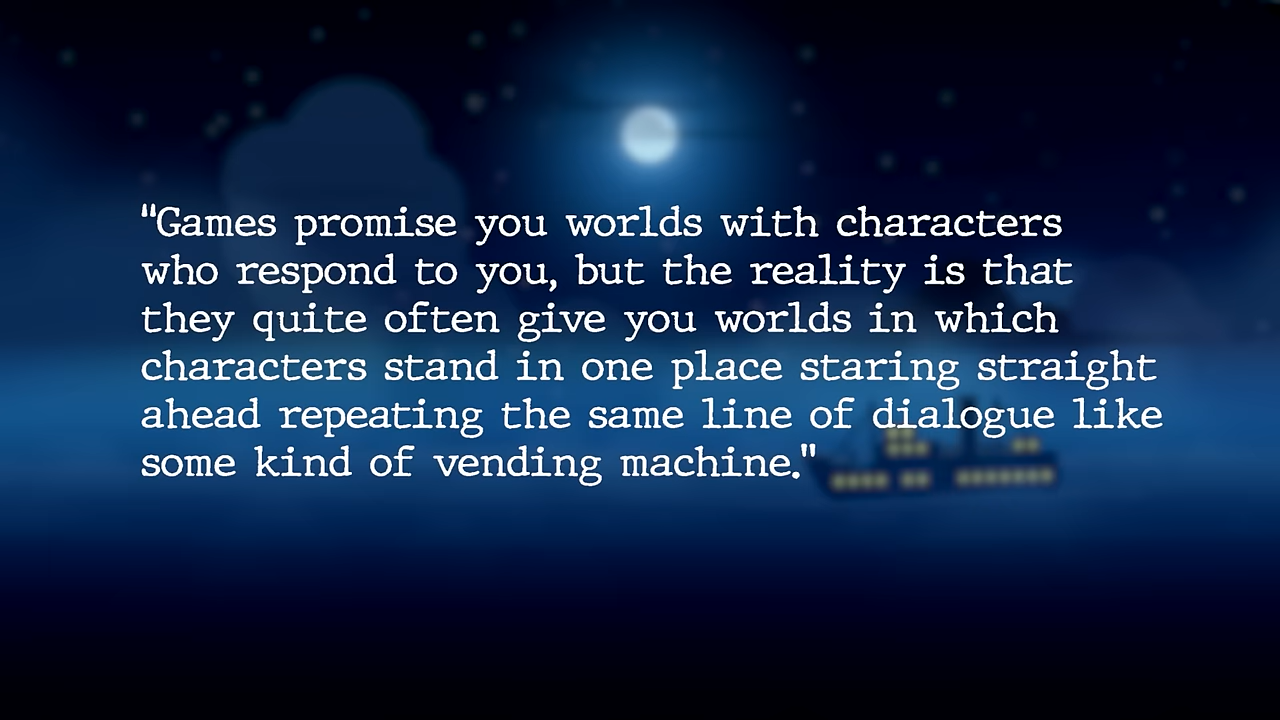 "Games promise you worlds with characters
who respond to you, but the reality is that
they quite often give you worlds in which
characters stand in one place staring straight
ahead repeating the same line of dialogue like
some kind of vending machine."